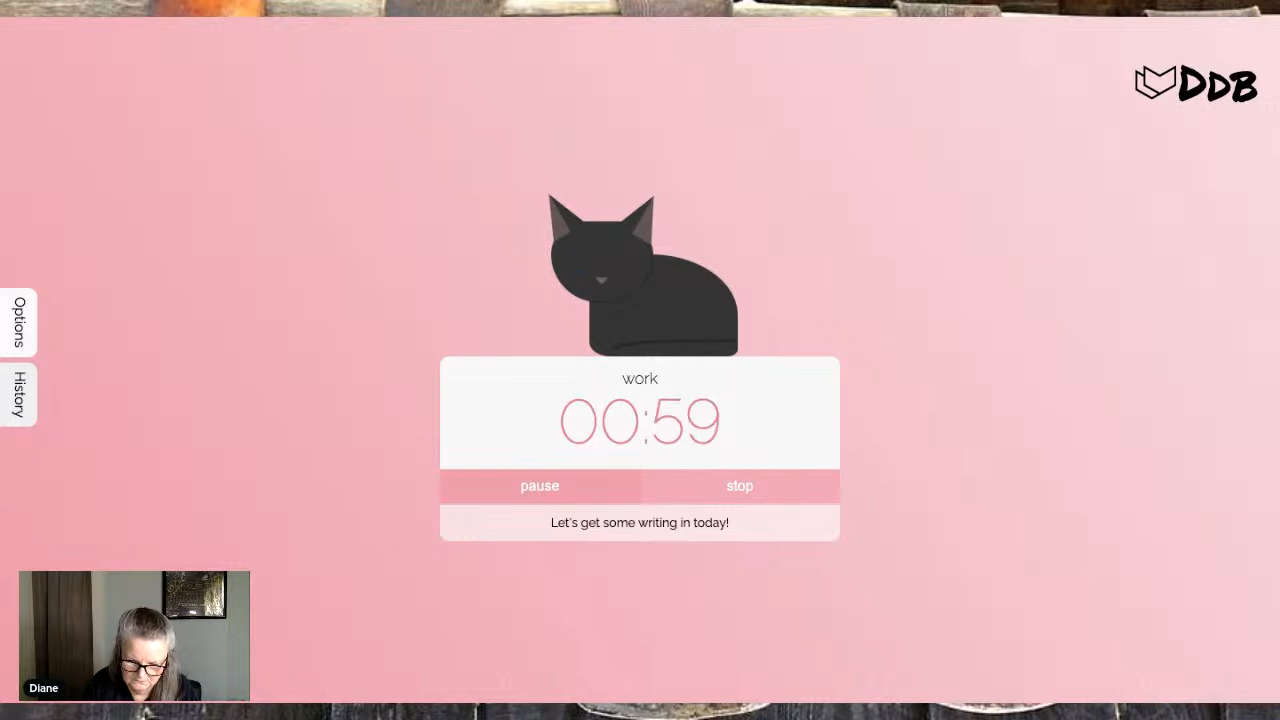 DDB
Options
History
work
00:59
pause
stop
Let's get some writing in today!
Diane